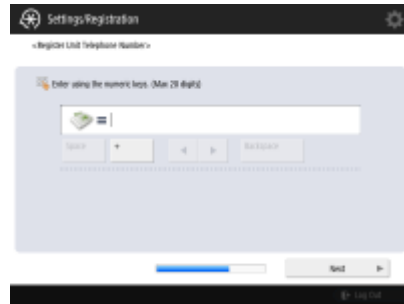 Settings/Registration
<Register Unit Telephone Number>
Enter using the numeric keys. (Max 20 digits)
=
Space + Backspace
Next
Log Out